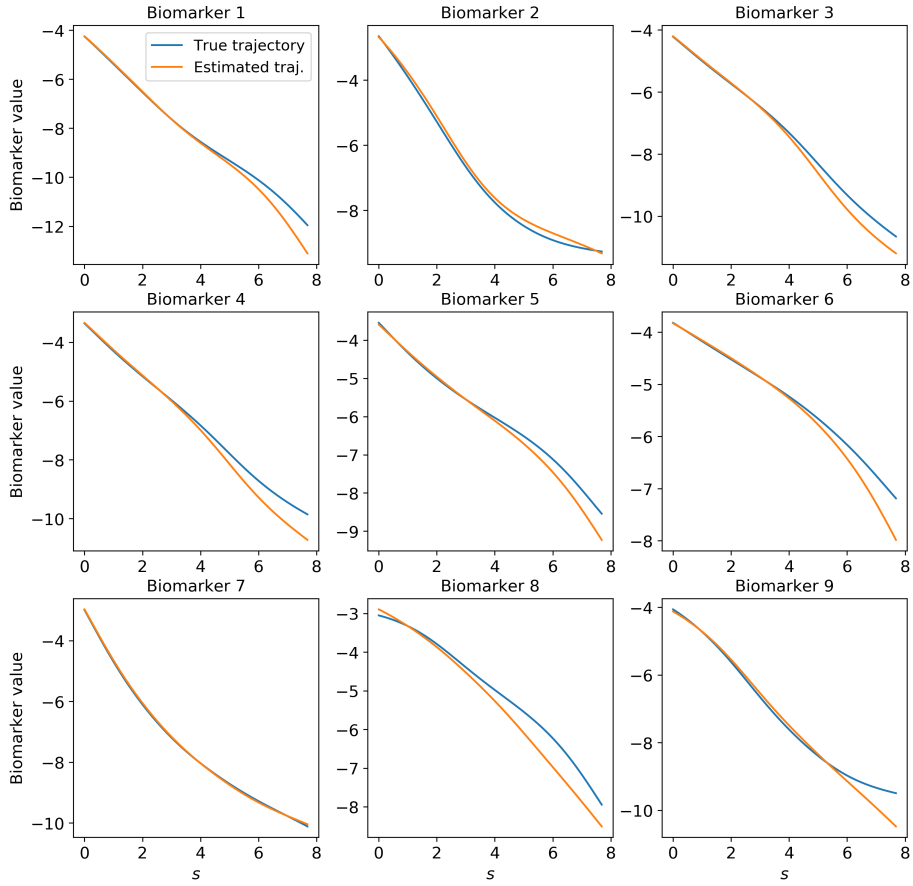 Biomarker 1
Biomarker 2
Biomarker 3
−4
−6
−8
−10
−12
Biomarker value
True trajectory
Estimated traj.
0 2 4 6 8
−4
−6
−8
0 2 4 6 8
−4
−6
−8
−10
0 2 4 6 8
Biomarker 4
Biomarker 5
Biomarker 6
−4
−6
−8
−10
Biomarker value
0 2 4 6 8
−4
−5
−6
−7
−8
−9
0 2 4 6 8
−4
−5
−6
−7
−8
0 2 4 6 8
Biomarker 7
Biomarker 8
Biomarker 9
−4
−6
−8
−10
Biomarker value
0 2 4 6 8
s
−3
−4
−5
−6
−7
−8
0 2 4 6 8
s
−4
−6
−8
−10
0 2 4 6 8
s